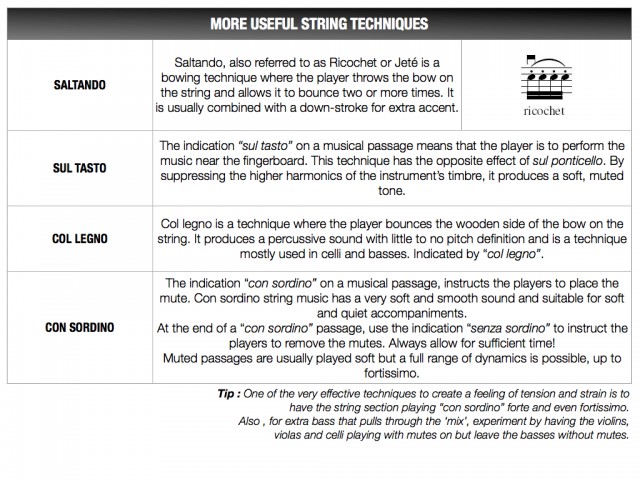 MORE USEFUL STRING TECHNIQUES
SALTANDO
Saltando, also referred to as Ricochet or Jeté is a
bowing technique where the player throws the bow on
the string and allows it to bounce two or more times. It
is usually combined with a down-stroke for extra accent.
ricochet
SUL TASTO
The indication “sul tasto” on a musical passage means that the player is to perform the
music near the fingerboard. This technique has the opposite effect of sul ponticello. By
suppressing the higher harmonics of the instrument’s timbre, it produces a soft, muted
tone.
COL LEGNO
Col legno is a technique where the player bounces the wooden side of the bow on the
string. It produces a percussive sound with little to no pitch definition and is a technique
mostly used in celli and basses. Indicated by “col legno”.
CON SORDINO
The indication “con sordino” on a musical passage, instructs the players to place the
mute. Con sordino string music has a very soft and smooth sound and suitable for soft
and quiet accompaniments.
At the end of a “con sordino” passage, use the indication “senza sordino” to instruct the
players to remove the mutes. Always allow for sufficient time!
Muted passages are usually played soft but a full range of dynamics is possible, up to
fortissimo.
Tip : One of the very effective techniques to create a feeling of tension and strain is to
have the string section playing “con sordino” forte and even fortissimo.
Also , for extra bass that pulls through the ‘mix’, experiment by having the violins,
violas and celli playing with mutes on but leave the basses without mutes.